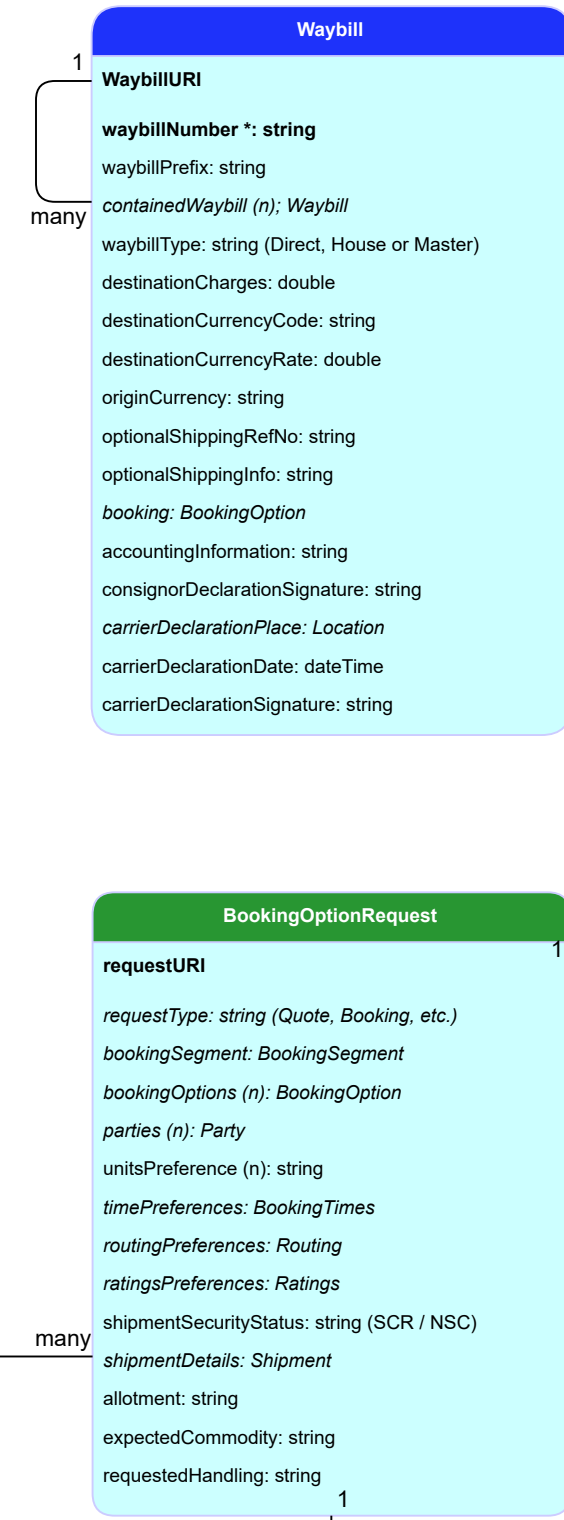 Waybill
1
WaybillURI
waybillNumber *: string
waybillPrefix: string
containedWaybill (n); Waybill
many
waybillType: string (Direct, House or Master)
destinationCharges: double
destinationCurrencyCode: string
destinationCurrencyRate: double
originCurrency: string
optionalShippingRefNo: string
optionalShippingInfo: string
booking: BookingOption
accountingInformation: string
consignorDeclarationSignature: string
carrierDeclarationPlace: Location
carrierDeclarationDate: dateTime
carrierDeclarationSignature: string
BookingOptionRequest
1
requestURI
requestType: string (Quote, Booking, etc.)
bookingSegment: BookingSegment
bookingOptions (n): BookingOption
parties (n): Party
unitsPreference (n): string
timePreferences: BookingTimes
routingPreferences: Routing
ratingsPreferences: Ratings
shipmentSecurityStatus: string (SCR / NSC)
many
shipmentDetails: Shipment
allotment: string
expectedCommodity: string
requestedHandling: string
1